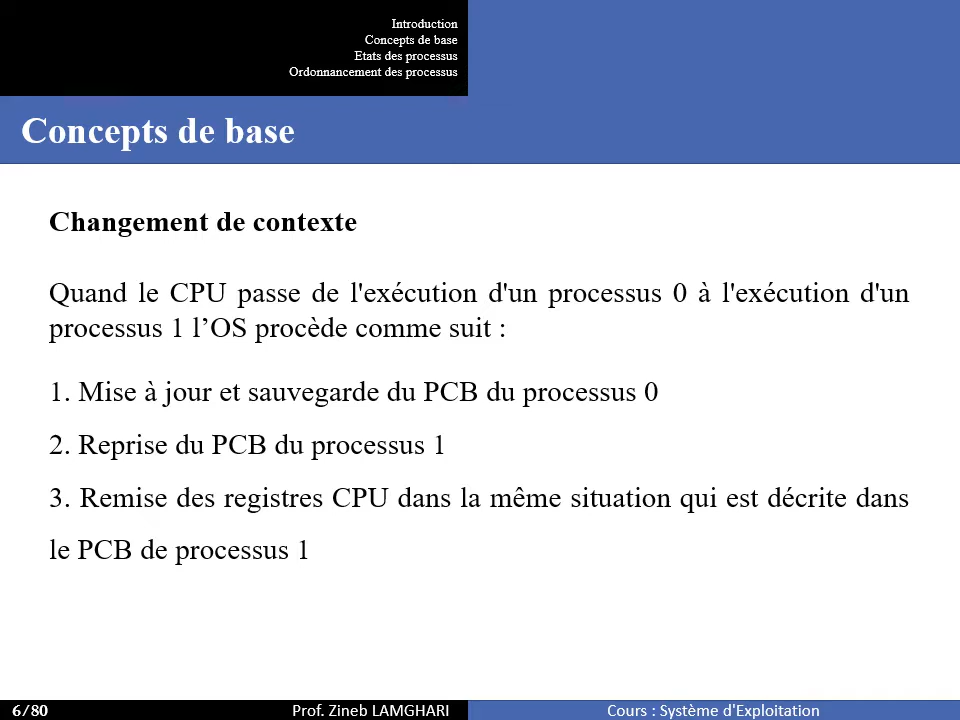 Introduction
Concepts de base
Etats des processus
Ordonnancement des processus
Concepts de base
Changement de contexte
Quand le CPU passe de l'exécution d'un processus 0 à l'exécution d'un
processus 1 l’OS procède comme suit :
1. Mise à jour et sauvegarde du PCB du processus 0
2. Reprise du PCB du processus 1
3. Remise des registres CPU dans la même situation qui est décrite dans
le PCB de processus 1
6/80
Prof. Zineb LAMGHARI
Cours : Système d'Exploitation